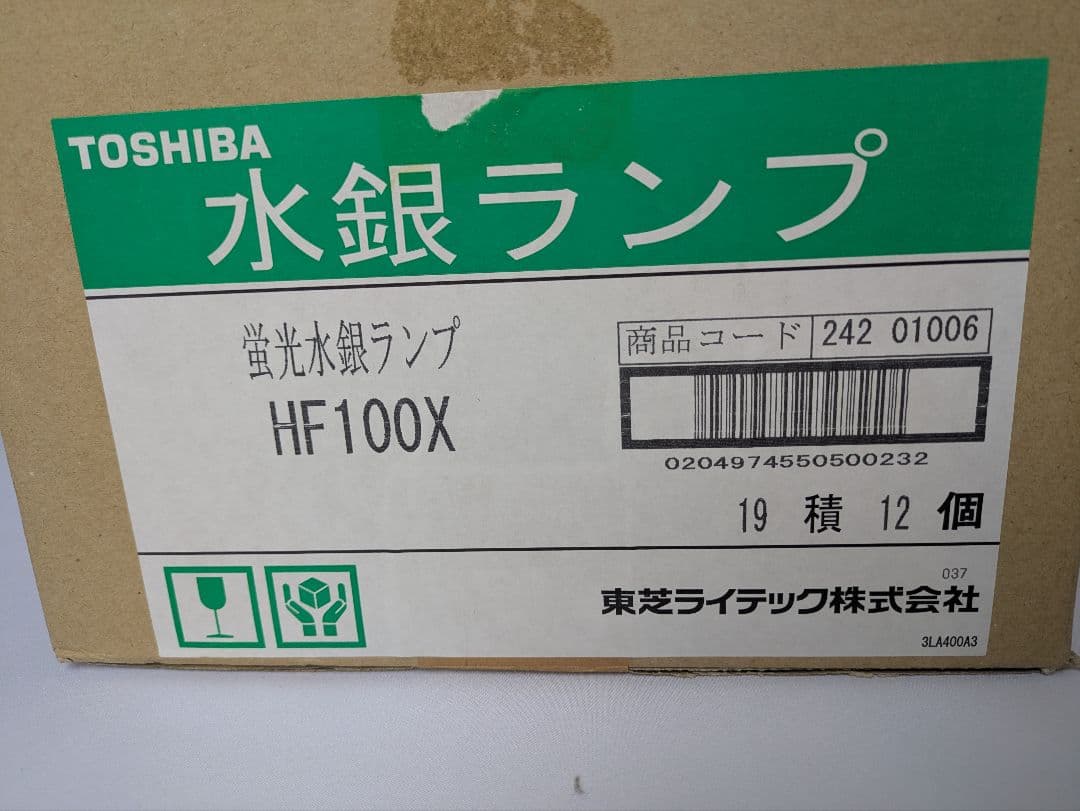 TOSHIBA
水銀ランプ
蛍光水銀ランプ
HF100X
商品コード 242 01006
0204974550500232
19 積 12 個
037
東芝ライテック株式会社
3LA400A3